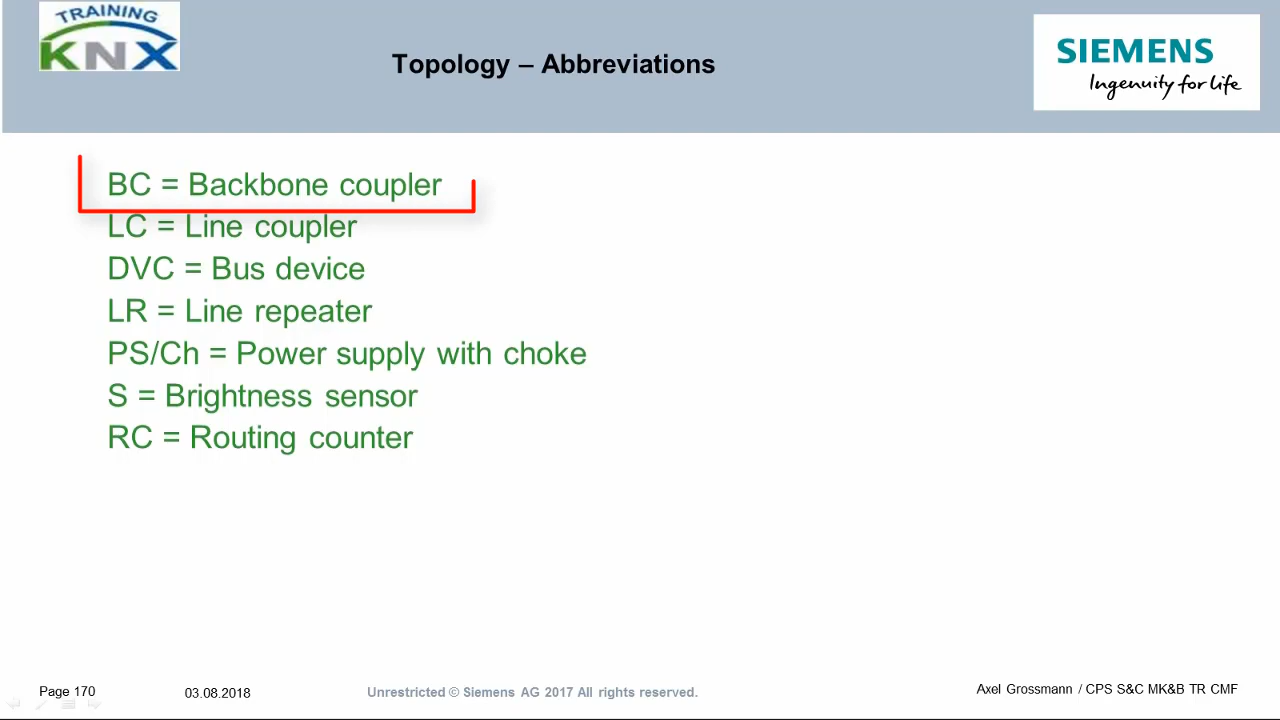 TRAINING
KNX
Topology – Abbreviations
SIEMENS
Ingenuity for life
BC = Backbone coupler
LC = Line coupler
DVC = Bus device
LR = Line repeater
PS/Ch = Power supply with choke
S = Brightness sensor
RC = Routing counter
Page 170
03.08.2018
Unrestricted © Siemens AG 2017 All rights reserved.
Axel Grossmann / CPS S&C MK&B TR CMF